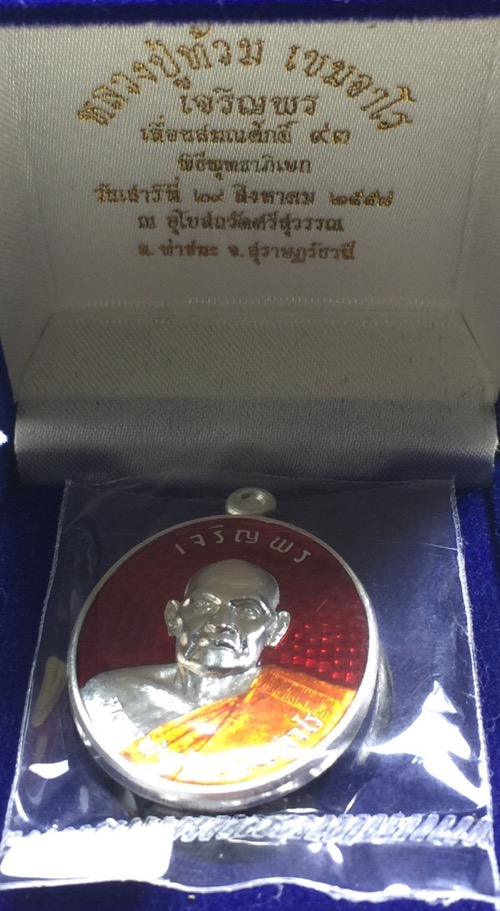 หลวงปู่ท้วม เขมจาโร
เจริญพร
เลื่อนสมณศักดิ์ ๙๓
พิธีพุทธาภิเษก
วันเสาร์ที่ ๒๙ สิงหาคม ๒๕๕๘
ณ อุโบสถวัดศรีสุวรรณ
อ. ท่าชนะ จ. สุราษฎร์ธานี
เจริญพร